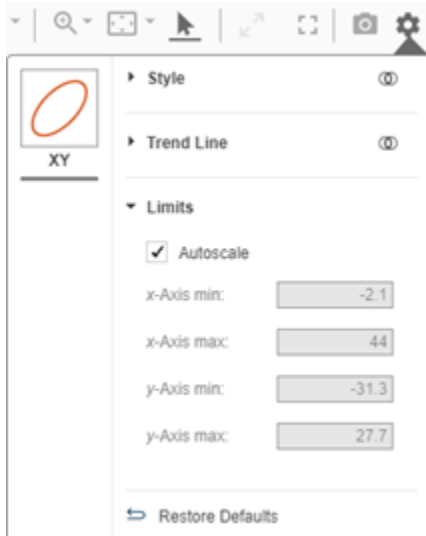 Style
XY
Trend Line
Limits
Autoscale
x-Axis min: -2.1
x-Axis max: 44
y-Axis min: -31.3
y-Axis max: 27.7
Restore Defaults